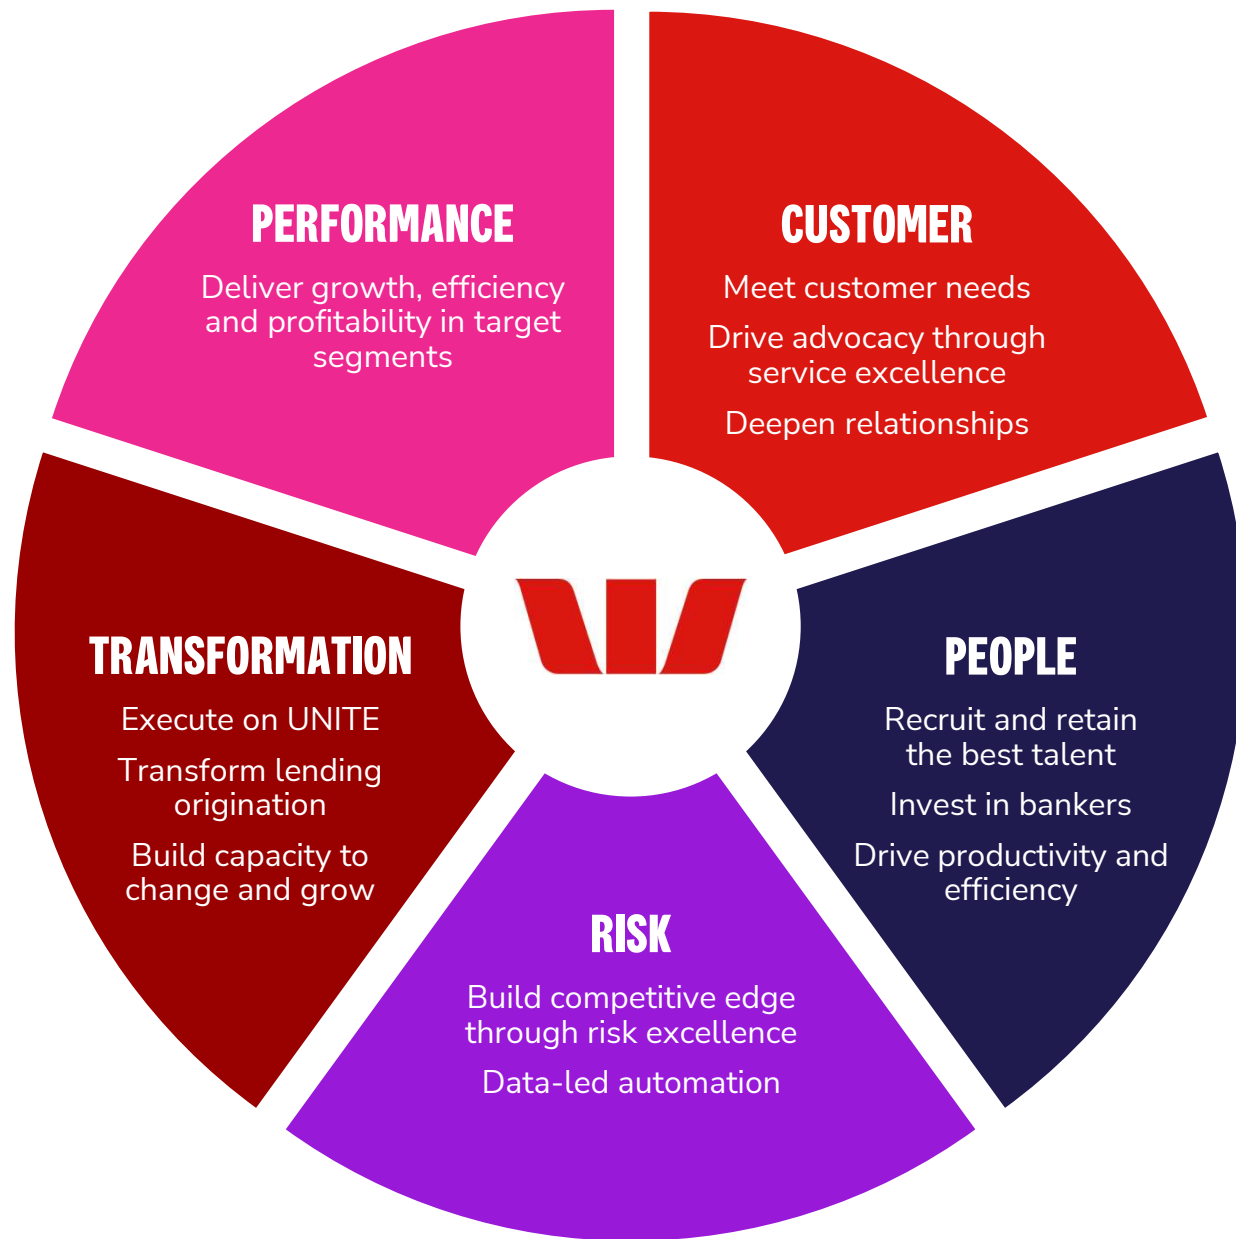 PERFORMANCE
Deliver growth, efficiency
and profitability in target
segments
CUSTOMER
Meet customer needs
Drive advocacy through
service excellence
Deepen relationships
TRANSFORMATION
Execute on UNITE
Transform lending
origination
Build capacity to
change and grow
PEOPLE
Recruit and retain
the best talent
Invest in bankers
Drive productivity and
efficiency
RISK
Build competitive edge
through risk excellence
Data-led automation